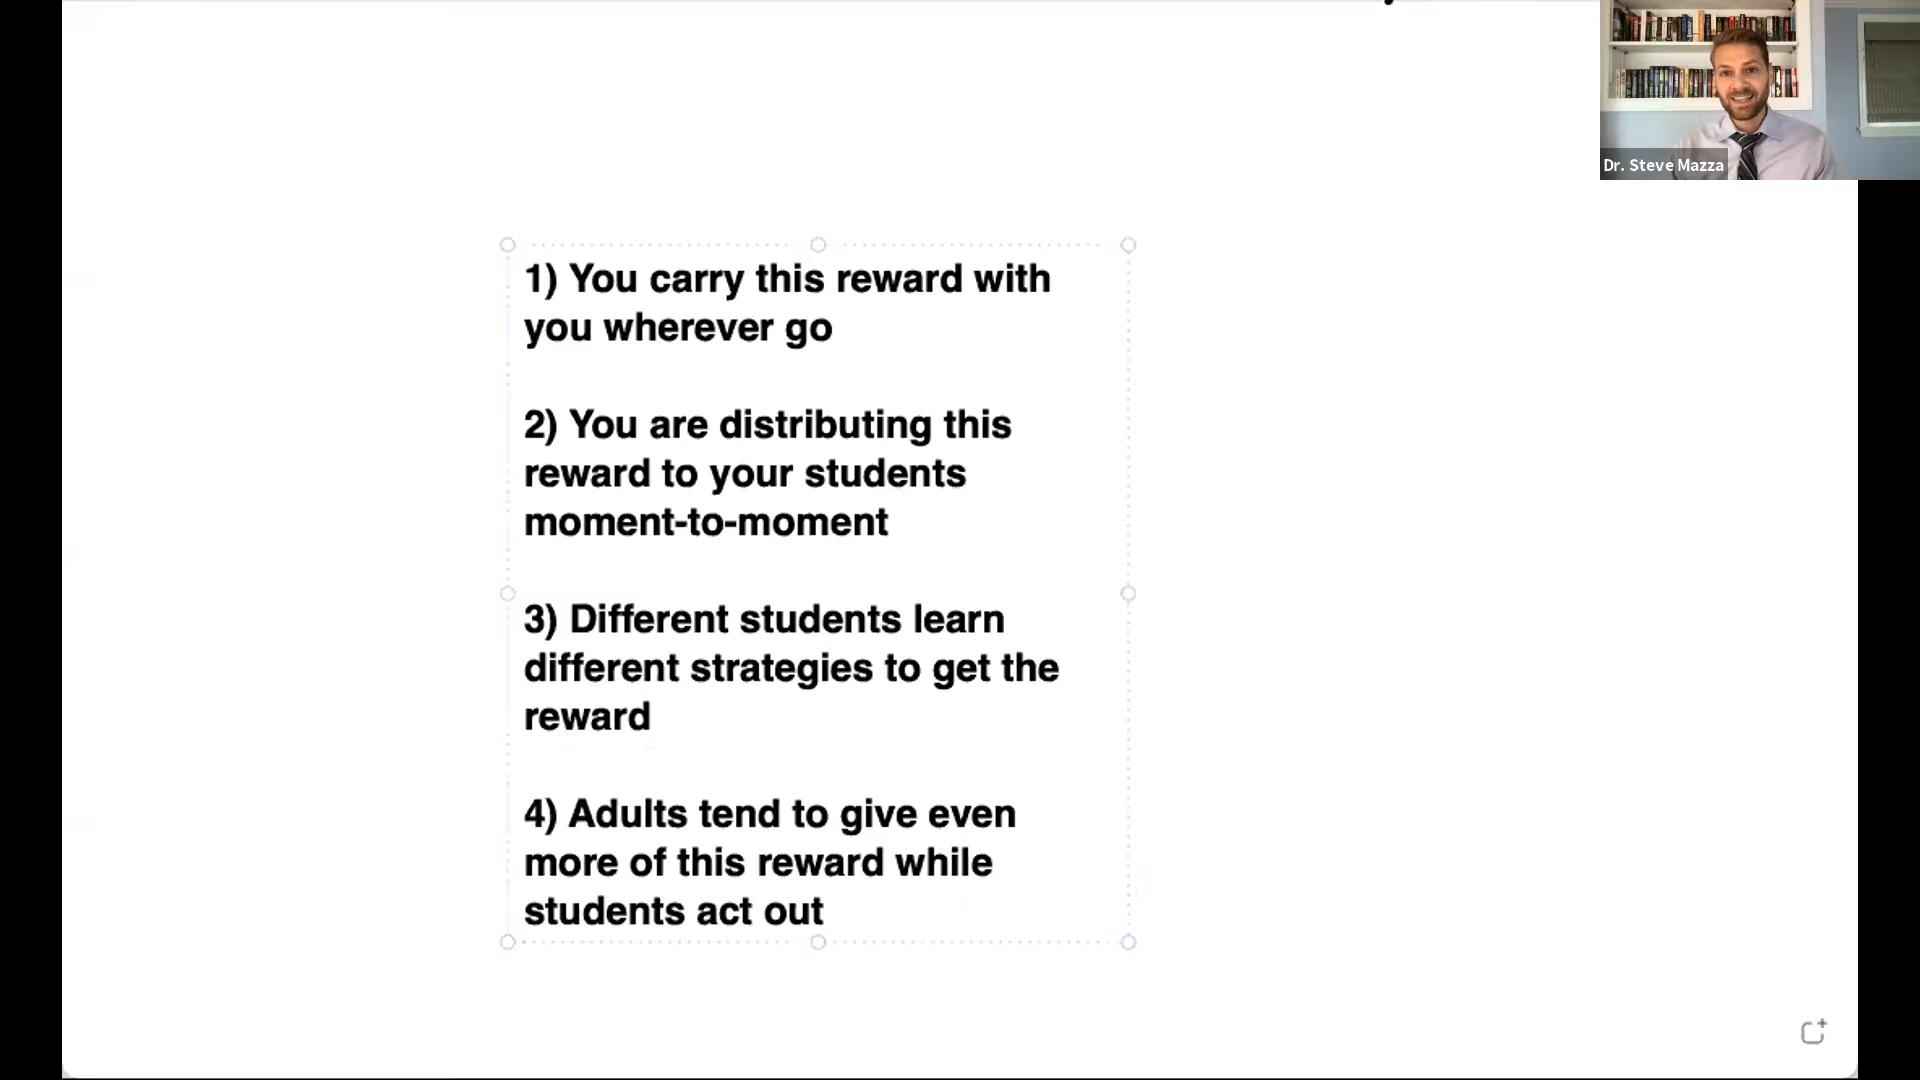 Dr. Steve Mazza
1) You carry this reward with
you wherever go
2) You are distributing this
reward to your students
moment-to-moment
3) Different students learn
different strategies to get the
reward
4) Adults tend to give even
more of this reward while
students act out